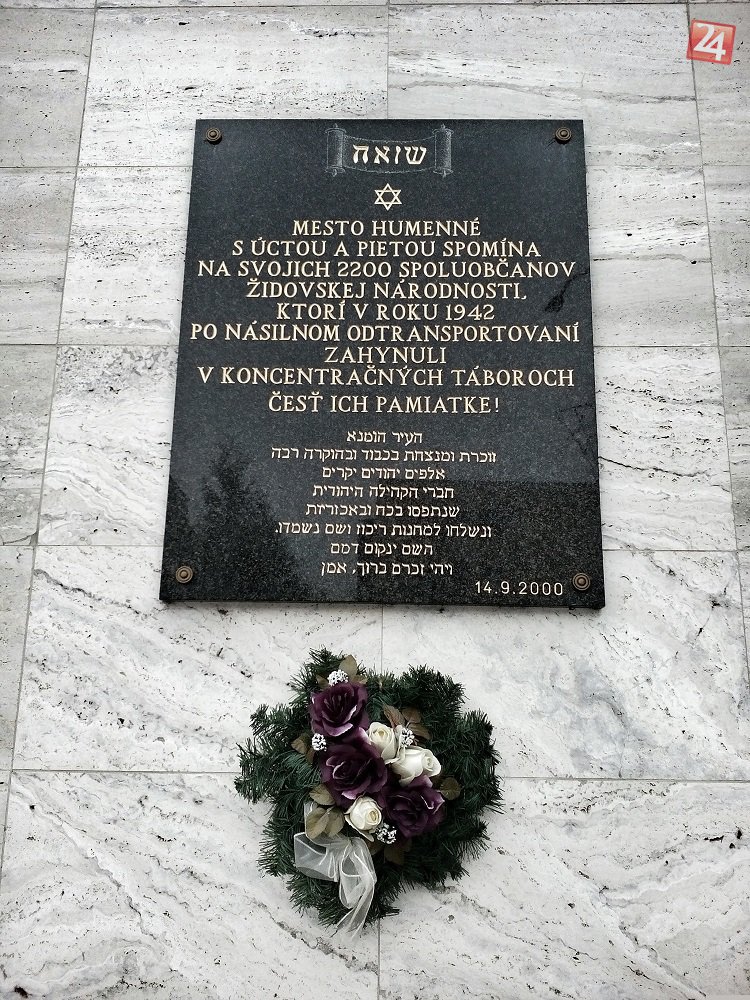 24
שואה
MESTO HUMENNÉ
S ÚCTOU A PIETOU SPOMÍNA
NA SVOJICH 2200 SPOLUOBČANOV
ŽIDOVSKEJ NÁRODNOSTI,
KTORÍ V ROKU 1942
PO NÁSILNOM ODTRANSPORTOVANÍ
ZAHYNULI
V KONCENTRAČNÝCH TÁBOROCH
ČESŤ ICH PAMIATKE!
העיר הומנא
זוכרת ומנצחת בכבוד ובהוקרה רבה
אלפים יהודים יקרים
חברי הקהילה היהודית
שנתפסו בכח ובאכזריות
ונשלחו למחנות ריכוז ושם נשמדו.
השם ינקום דמם
ויהי זכרם ברוך, אמן
14.9.2000